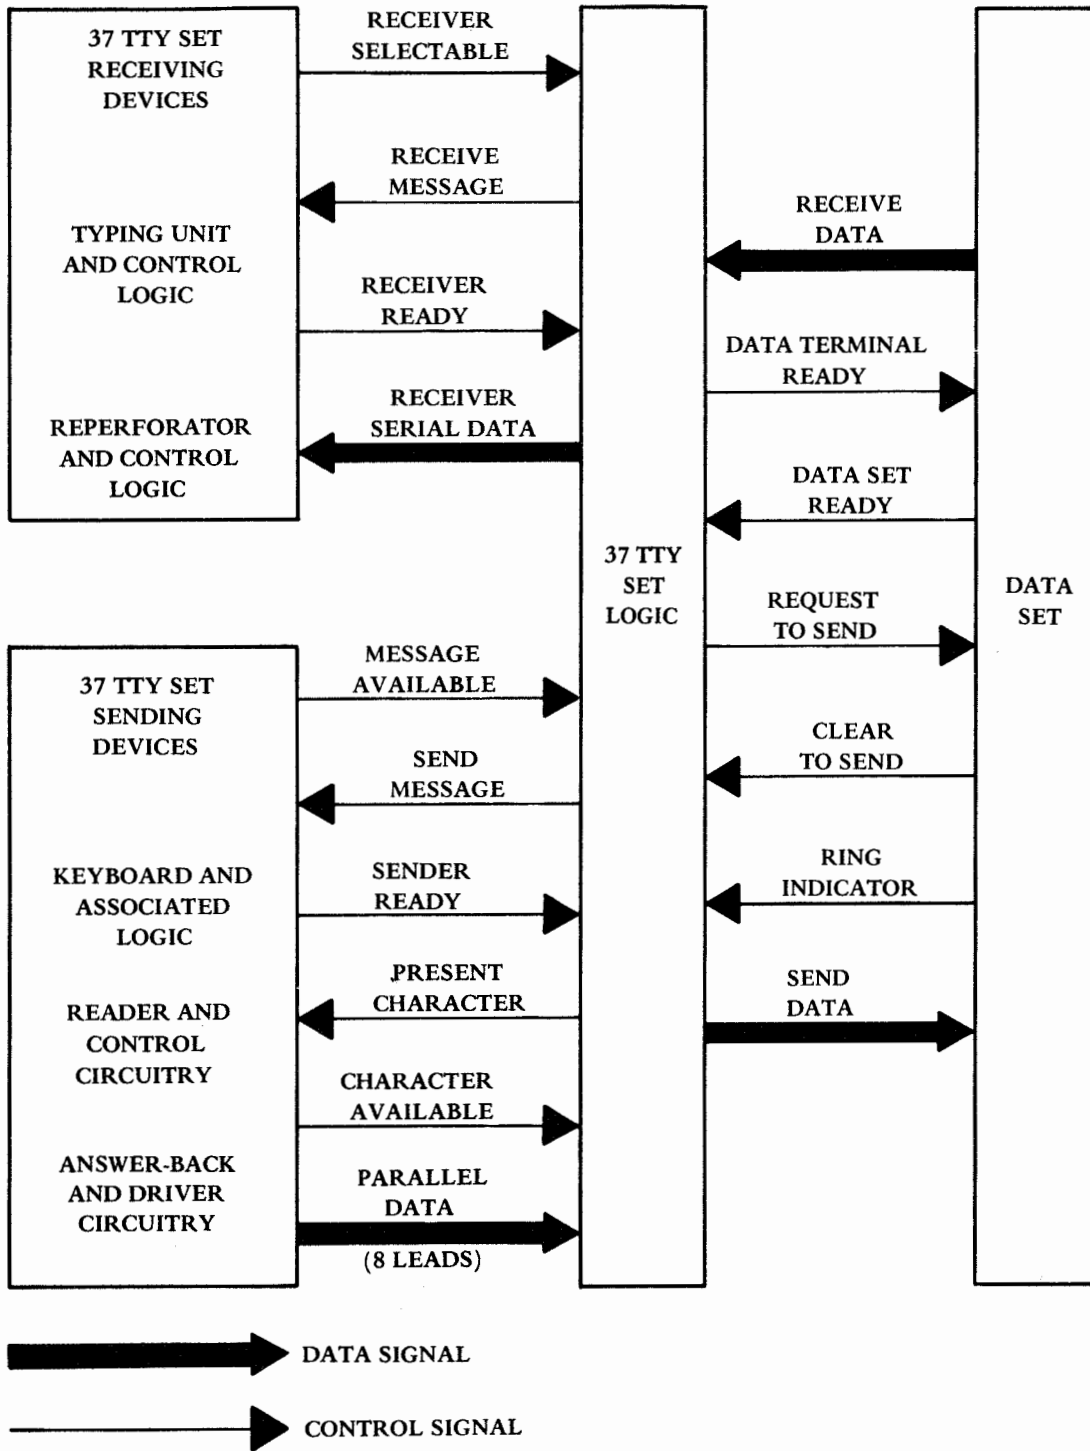 37 TTY SET
RECEIVING
DEVICES
TYPING UNIT
AND CONTROL
LOGIC
REPERFORATOR
AND CONTROL
LOGIC
RECEIVER
SELECTABLE
RECEIVE
MESSAGE
RECEIVER
READY
RECEIVER
SERIAL DATA
37 TTY SET
SENDING
DEVICES
KEYBOARD AND
ASSOCIATED
LOGIC
READER AND
CONTROL
CIRCUITRY
ANSWER-BACK
AND DRIVER
CIRCUITRY
MESSAGE
AVAILABLE
SEND
MESSAGE
SENDER
READY
PRESENT
CHARACTER
CHARACTER
AVAILABLE
PARALLEL
DATA
(8 LEADS)
37 TTY
SET
LOGIC
RECEIVE
DATA
DATA TERMINAL
READY
DATA SET
READY
REQUEST
TO SEND
CLEAR
TO SEND
RING
INDICATOR
SEND
DATA
DATA
SET
DATA SIGNAL
CONTROL SIGNAL